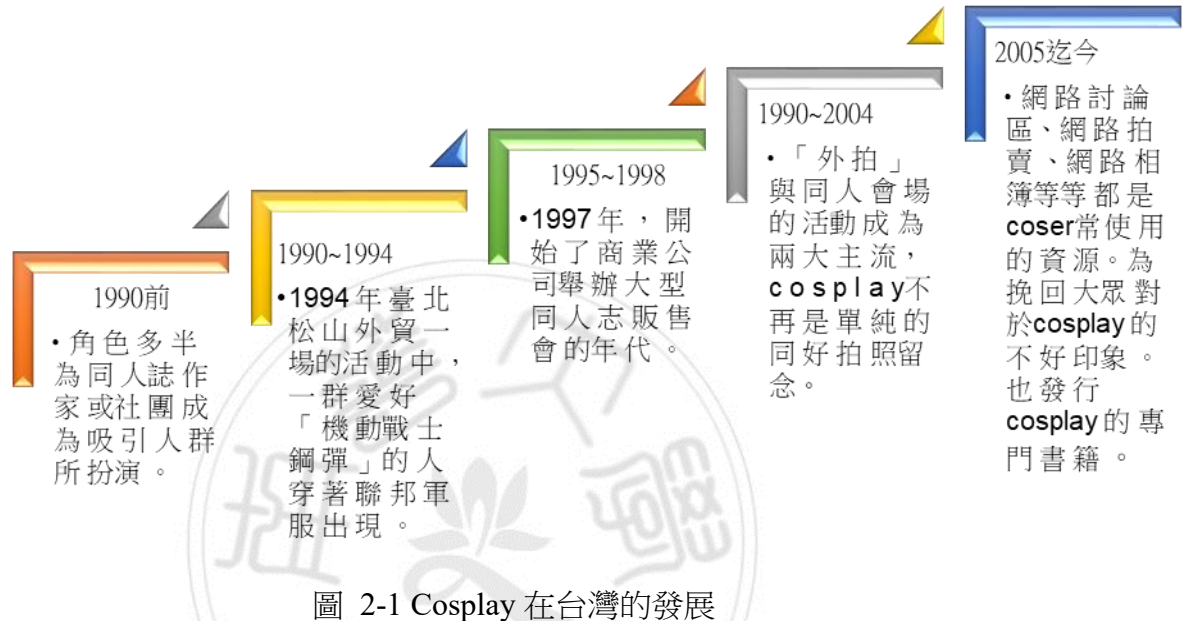 1990前
•角色多半
為同人誌作
家或社團成
為吸引人群
所扮演。
1990~1994
•1994年臺北
松山外貿一
場的活動中，
一群愛好
「機動戰士
鋼彈」的人
穿著聯邦軍
服出現。
1995~1998
•1997年，開
始了商業公
司舉辦大型
同人志販售
會的年代。
1990~2004
•「外拍」
與同人會場
的活動成為
兩大主流，
cosplay不
再是單純的
同好拍照留
念。
2005迄今
•網路討論
區、網路拍
賣、網路相
簿等等都是
coser常使用
的資源。為
挽回大眾對
於cosplay的
不好印象。
也發行
cosplay的專
門書籍。
圖 2-1 Cosplay 在台灣的發展